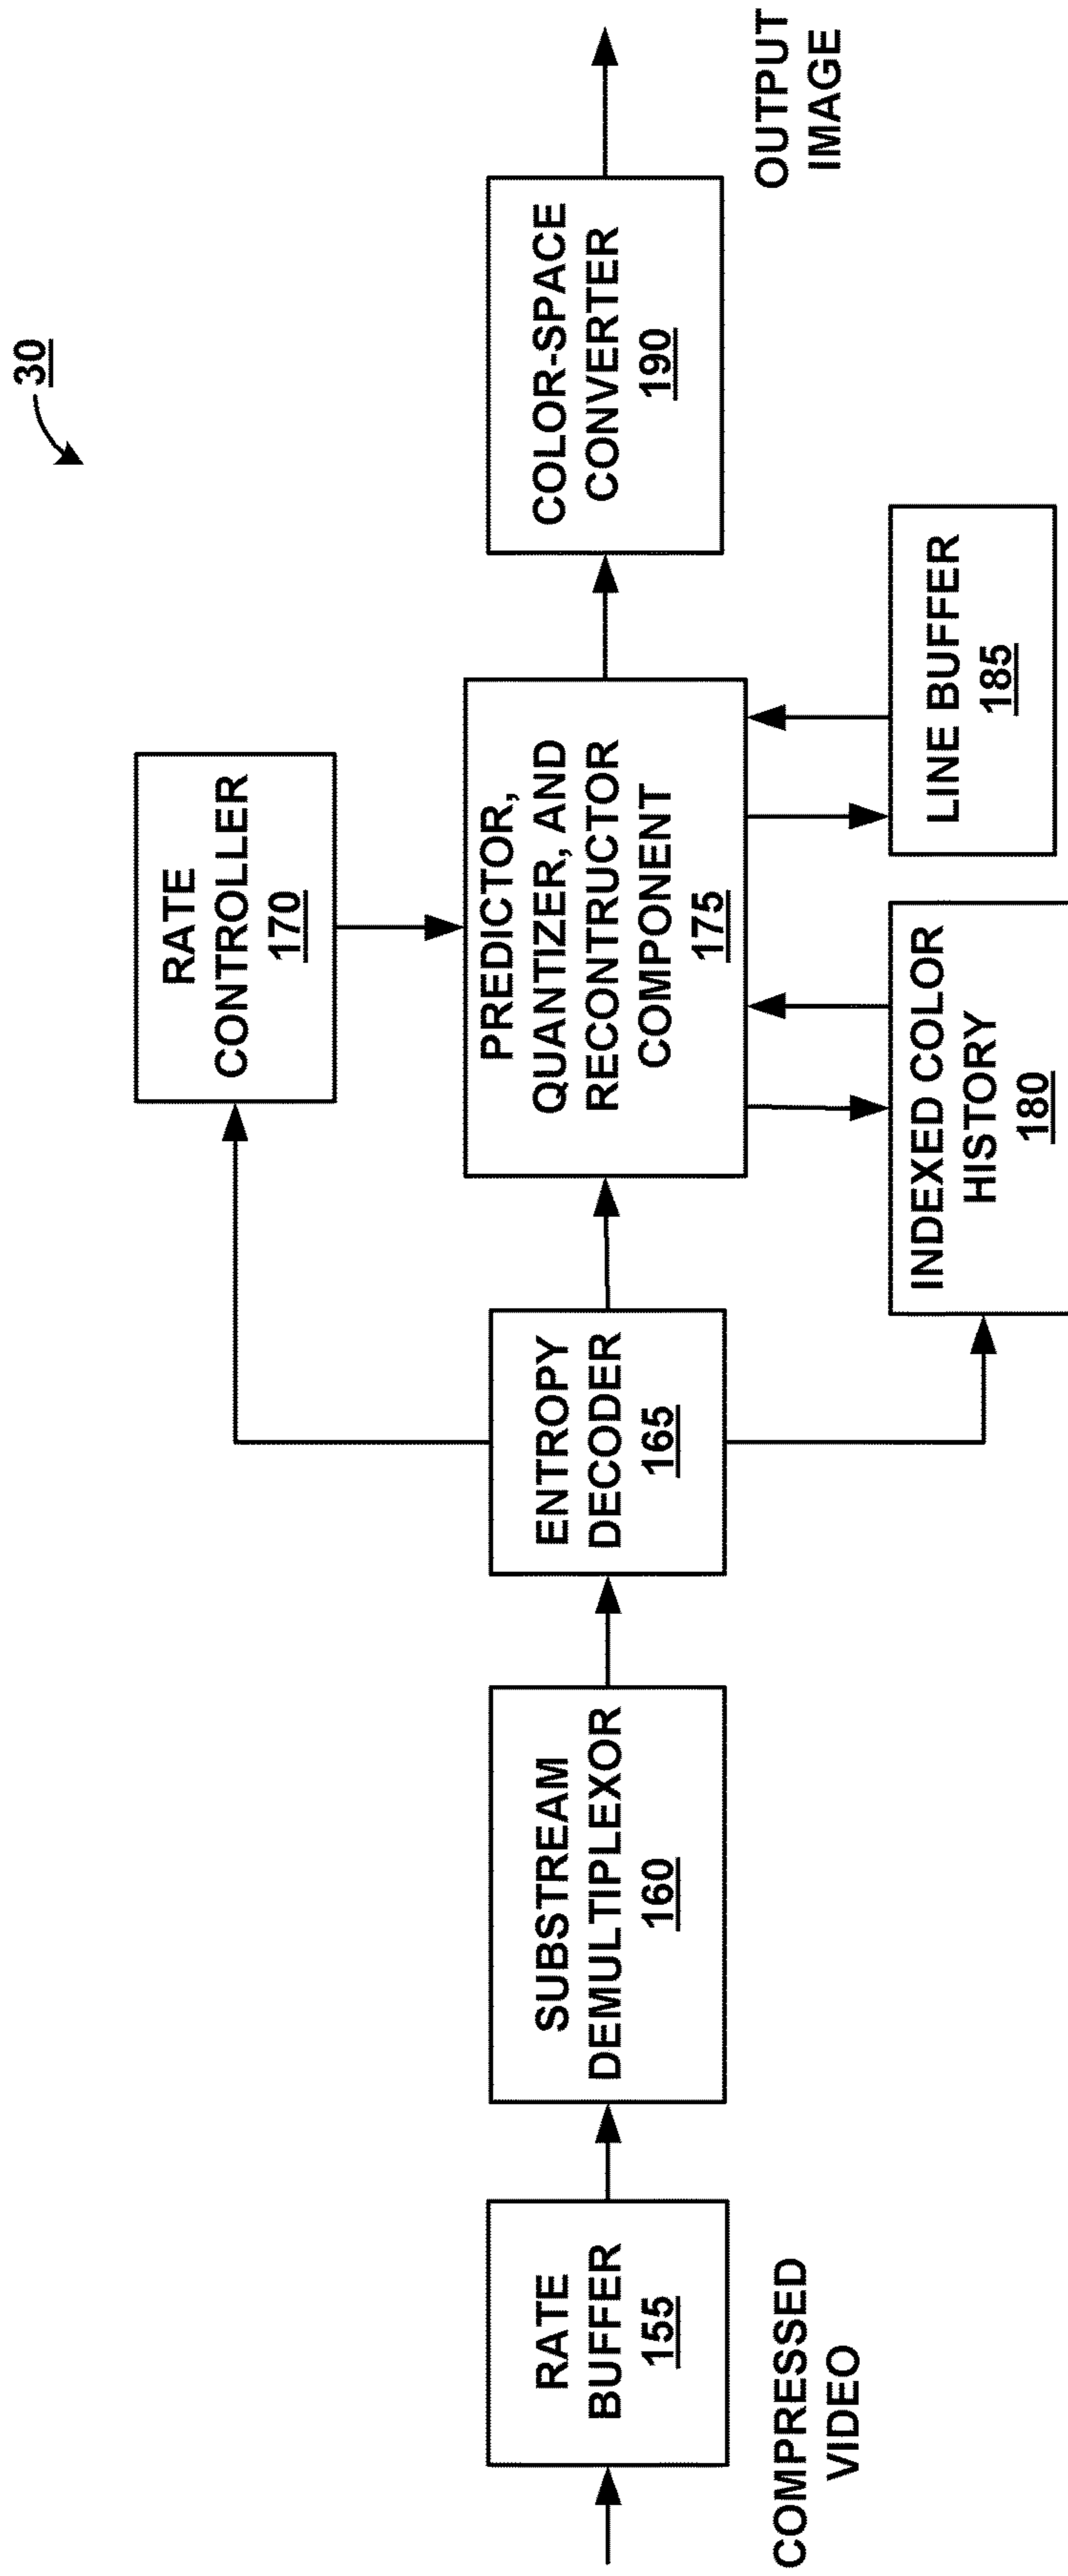 30
RATE
CONTROLLER
170
RATE
BUFFER
155
SUBSTREAM
DEMULTIPLEXOR
160
ENTROPY
DECODER
165
PREDICTOR,
QUANTIZER, AND
RECONTRUCTOR
COMPONENT
175
COLOR-SPACE
CONVERTER
190
COMPRESSED
VIDEO
INDEXED COLOR
HISTORY
180
LINE BUFFER
185
OUTPUT
IMAGE